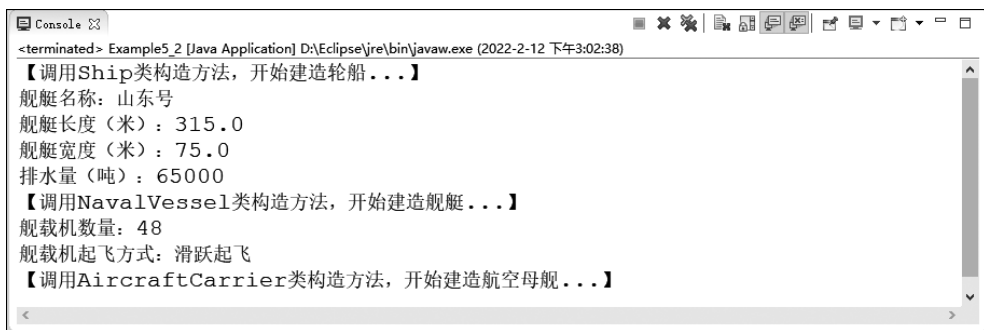 Console
<terminated> Example5_2 [Java Application] D:\Eclipse\jre\bin\javaw.exe (2022-2-12 下午3:02:38)
【调用Ship类构造方法，开始建造轮船...】
舰艇名称：山东号
舰艇长度（米）：315.0
舰艇宽度（米）：75.0
排水量（吨）：65000
【调用NavalVessel类构造方法，开始建造舰艇...】
舰载机数量：48
舰载机起飞方式：滑跃起飞
【调用AircraftCarrier类构造方法，开始建造航空母舰...】